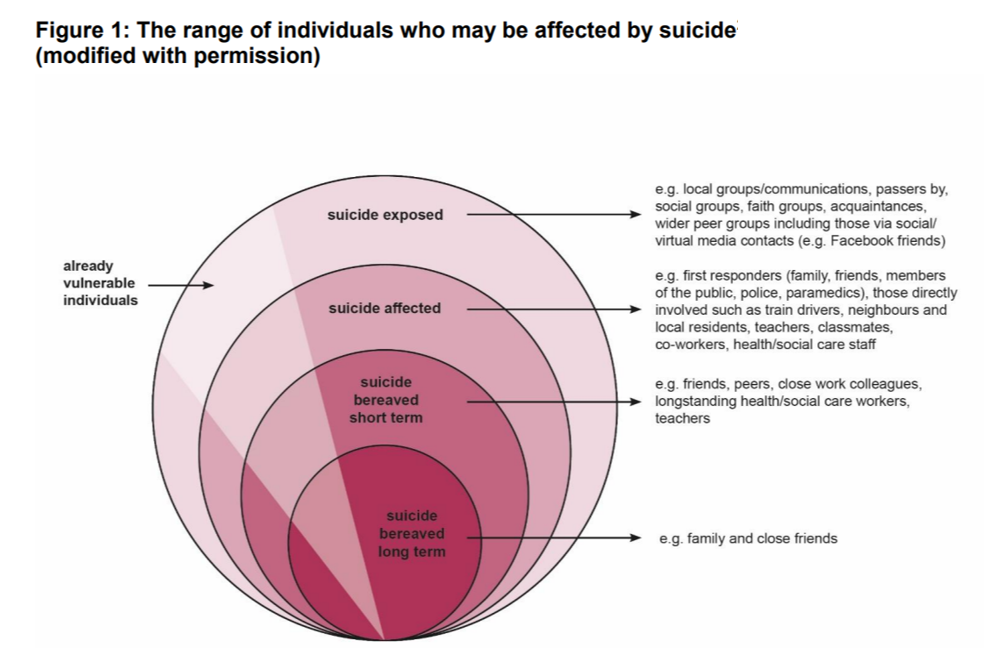 Figure 1: The range of individuals who may be affected by suicide
(modified with permission)
suicide exposed
e.g. local groups/communications, passers by,
social groups, faith groups, acquaintances,
wider peer groups including those via social/
virtual media contacts (e.g. Facebook friends)
already
vulnerable
individuals
suicide affected
e.g. first responders (family, friends, members
of the public, police, paramedics), those directly
involved such as train drivers, neighbours and
local residents, teachers, classmates,
co-workers, health/social care staff
suicide
bereaved
short term
e.g. friends, peers, close work colleagues,
longstanding health/social care workers,
teachers
suicide
bereaved
long term
e.g. family and close friends